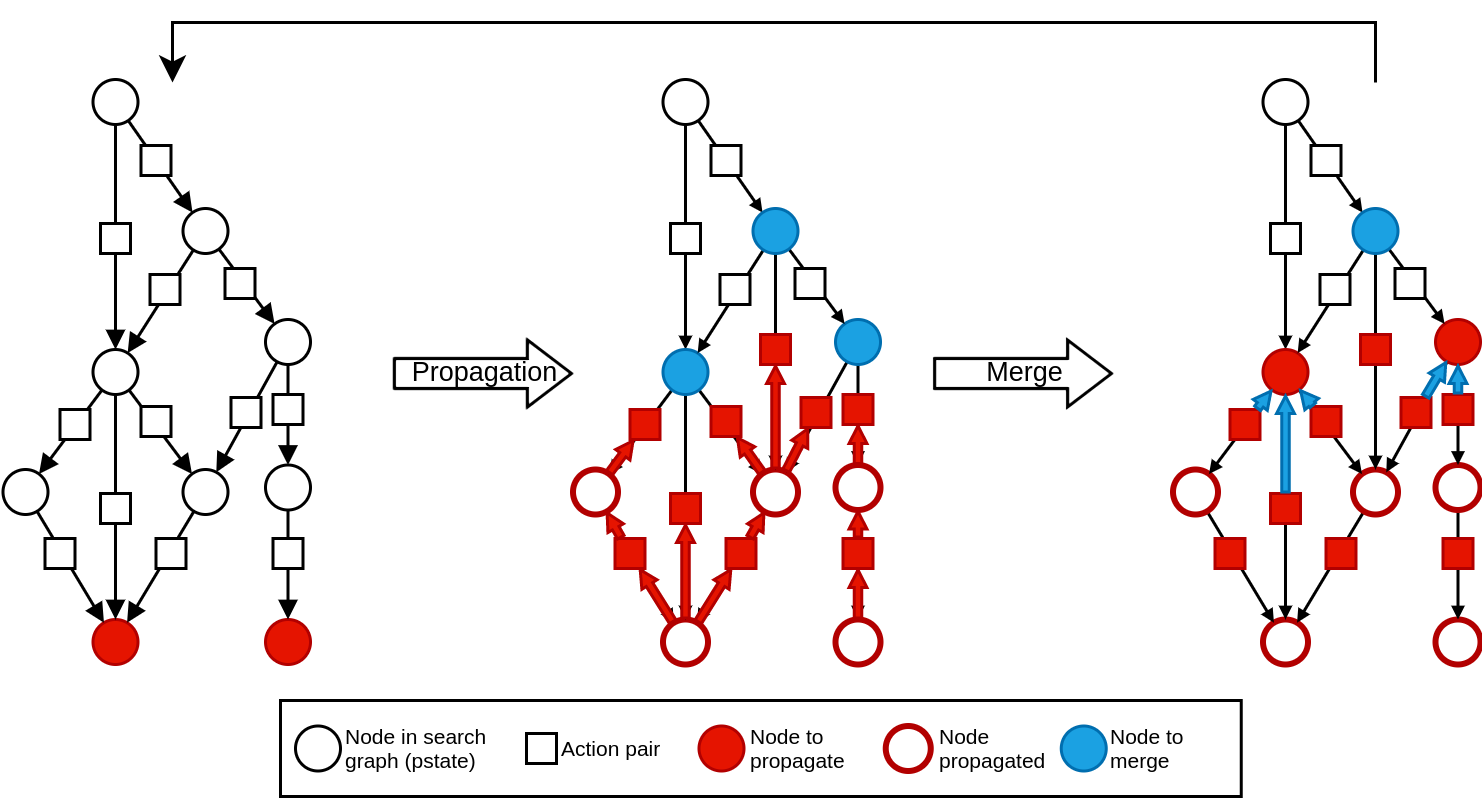 Propagation
Merge
Node in search
graph (pstate)
Action pair
Node to
propagate
Node
propagated
Node to
merge